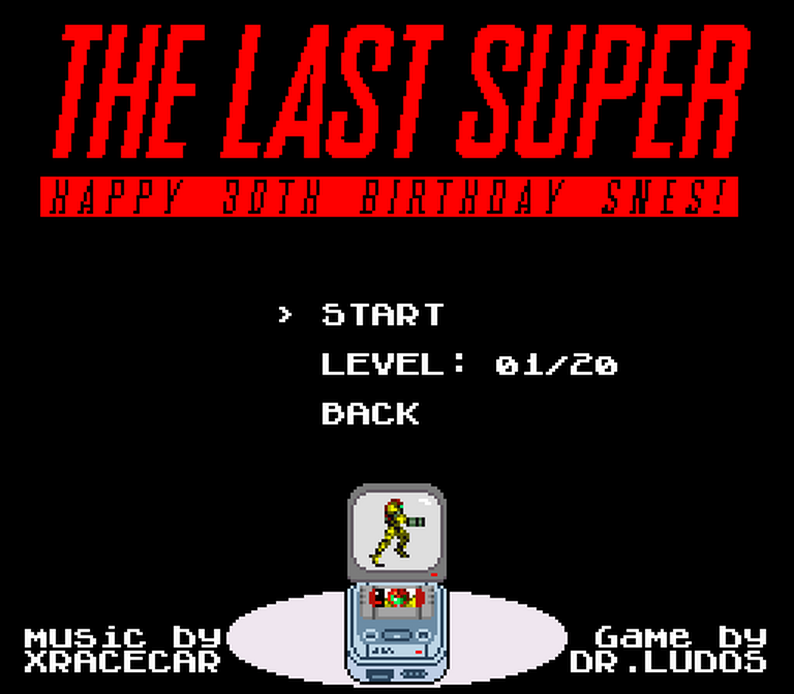 THE LAST SUPER
HAPPY 30TH BIRTHDAY SNES!
> START
LEVEL: 01/20
BACK
Music by
XRACECAR
Game by
DR.LUDOS